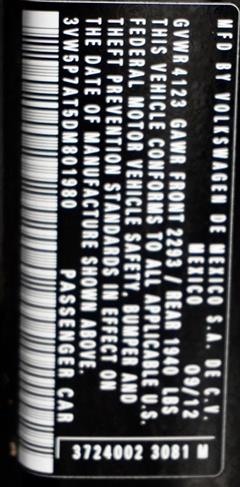 MFD BY VOLKSWAGEN DE MEXICO S.A. DE C.V.
MEXICO 09/12
GVWR 4123 GAWR FRONT 2293 / REAR 1940 LBS
THIS VEHICLE CONFORMS TO ALL APPLICABLE U.S.
FEDERAL MOTOR VEHICLE SAFETY, BUMPER AND
THEFT PREVENTION STANDARDS IN EFFECT ON
THE DATE OF MANUFACTURE SHOWN ABOVE.
3VW5P7AT5DM801990 PASSENGER CAR
3724002 3081 M